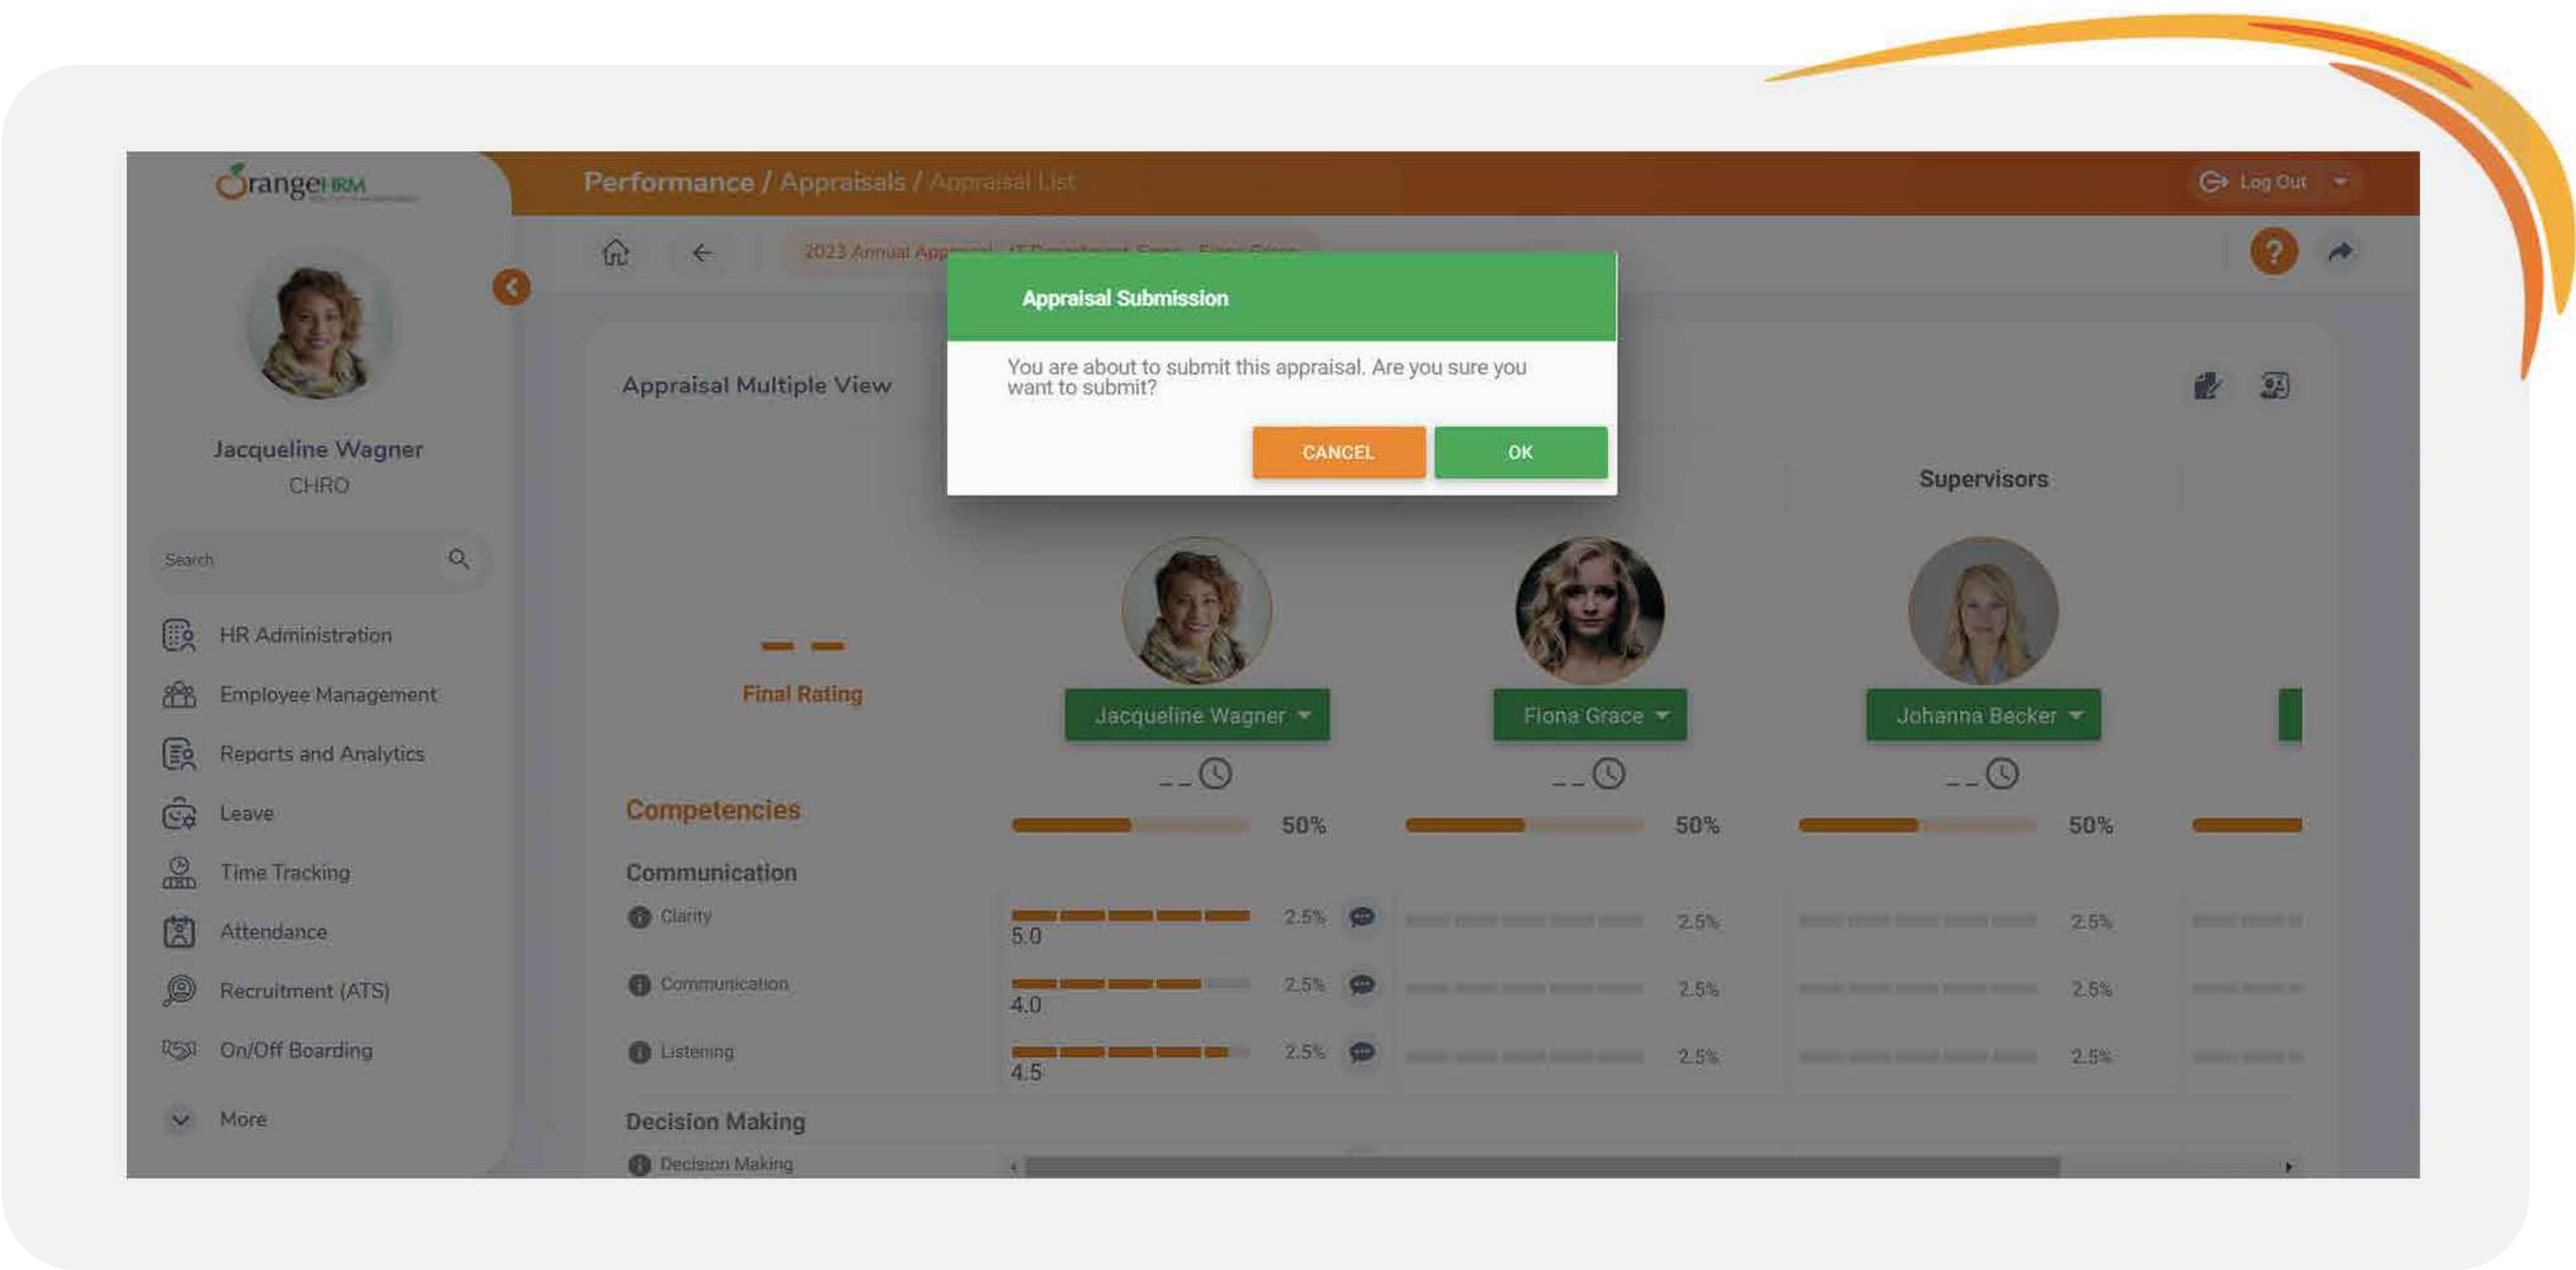 OrangeHRM
Performance / Appraisals / Appraisal List
Log Out
2023 Annual
?
Jacqueline Wagner
CHRO
Search
HR Administration
Employee Management
Reports and Analytics
Leave
Time Tracking
Attendance
Recruitment (ATS)
On/Off Boarding
More
Appraisal Submission
You are about to submit this appraisal. Are you sure you
want to submit?
CANCEL
OK
Appraisal Multiple View
Supervisors
Final Rating
Jacqueline Wagner
Fiona Grace
Johanna Becker
Competencies
50%
50%
50%
Communication
Clarity
5.0
2.5%
2.5%
2.5%
Communication
4.0
2.5%
2.5%
2.5%
Listening
4.5
2.5%
2.5%
2.5%
Decision Making
Decision Making